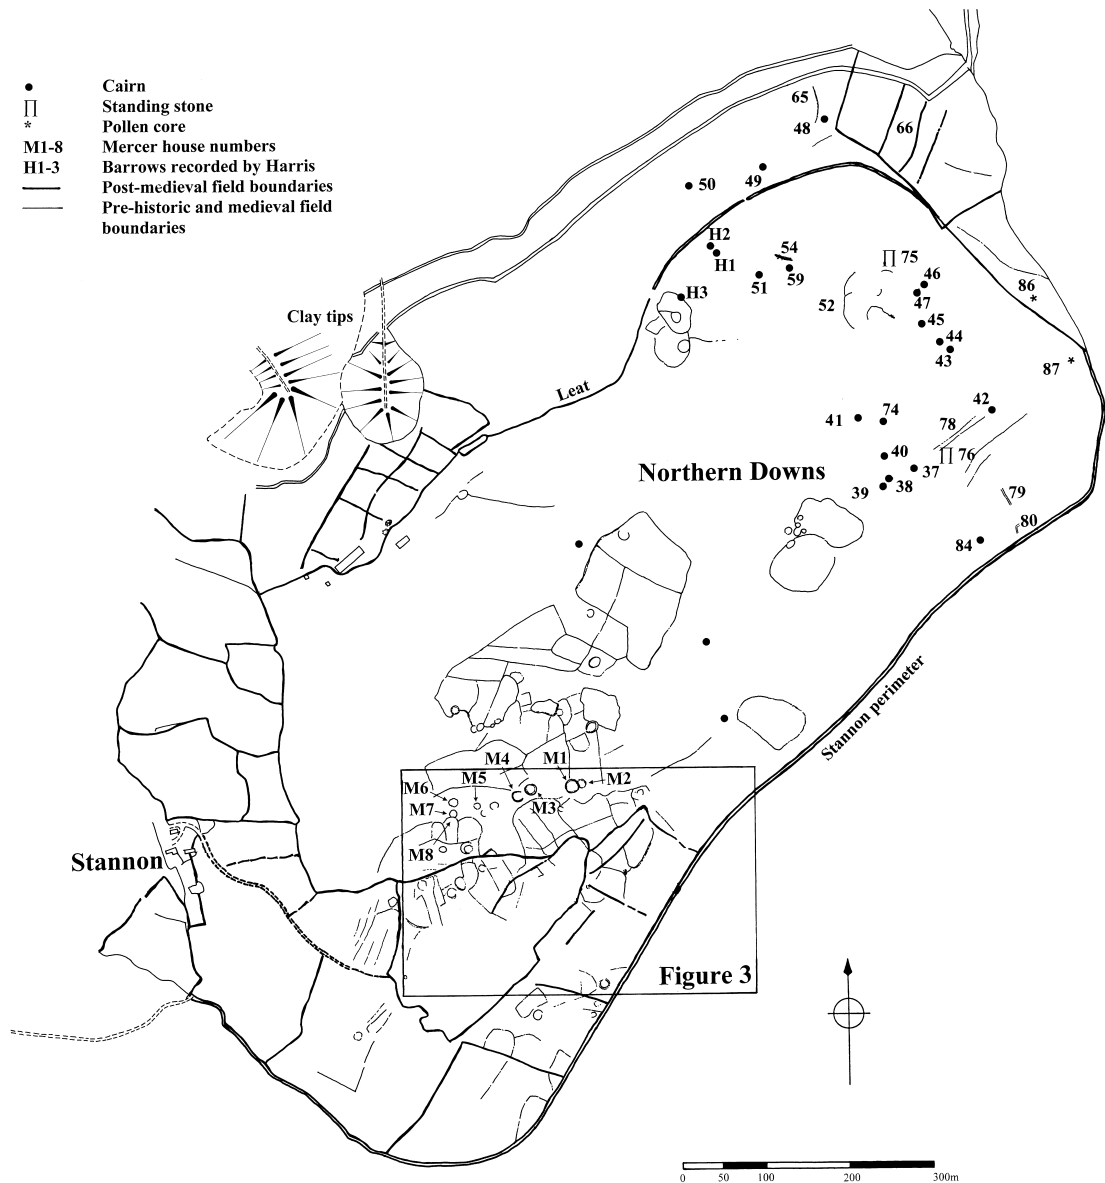 Cairn
Standing stone
* Pollen core
M1-8 Mercer house numbers
H1-3 Barrows recorded by Harris
Post-medieval field boundaries
Pre-historic and medieval field
boundaries
65
48
66
50
49
H2
H1
54
59
51
H3
75
52
46
47
45
44
43
86
87
Clay tips
Leat
41
74
42
78
40
76
37
39
38
79
80
84
Northern Downs
Stannon perimeter
M4
M1
M5
M2
M6
M3
M7
M8
Stannon
Figure 3
0 50 100 200 300m